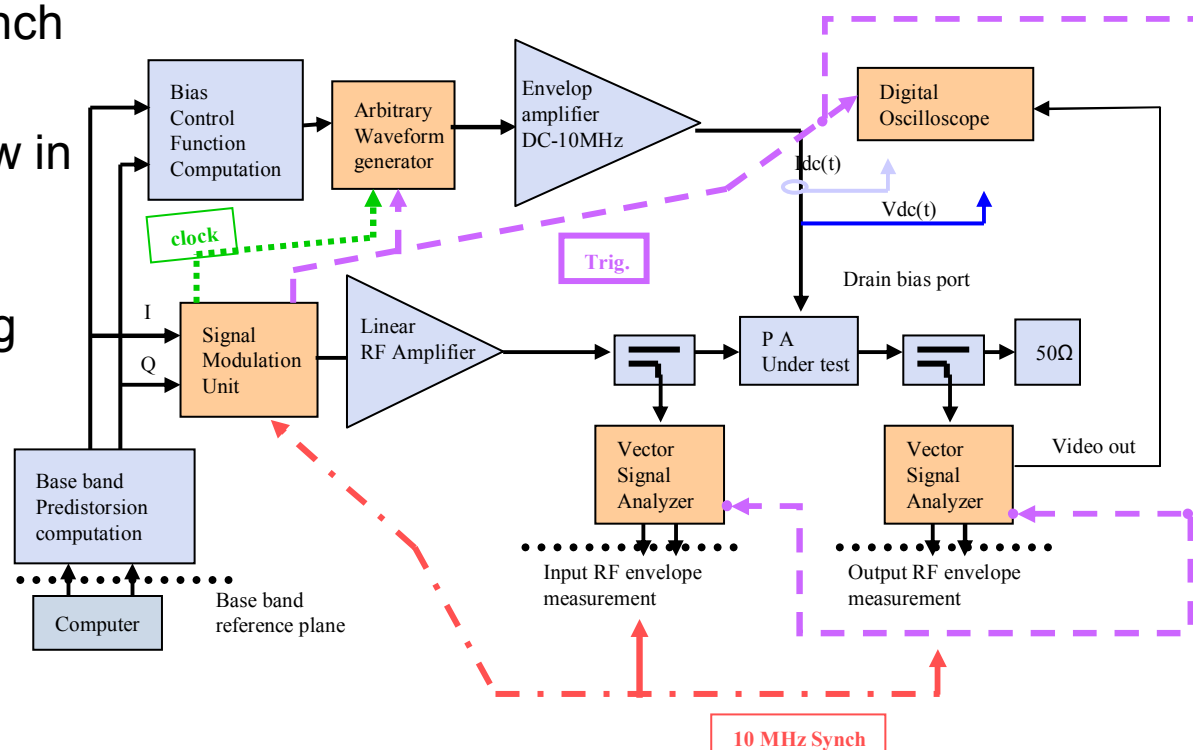 nch
w in
g
Bias
Control
Function
Computation
Arbitrary
Waveform
generator
Envelop
amplifier
DC-10MHz
Digital
Oscilloscope
Idc(t)
Vdc(t)
clock
Trig.
Drain bias port
I
Q
Signal
Modulation
Unit
Linear
RF Amplifier
P A
Under test
50Ω
Vector
Signal
Analyzer
Vector
Signal
Analyzer
Video out
Base band
Predistorsion
computation
Input RF envelope
measurement
Output RF envelope
measurement
Computer
Base band
reference plane
10 MHz Synch